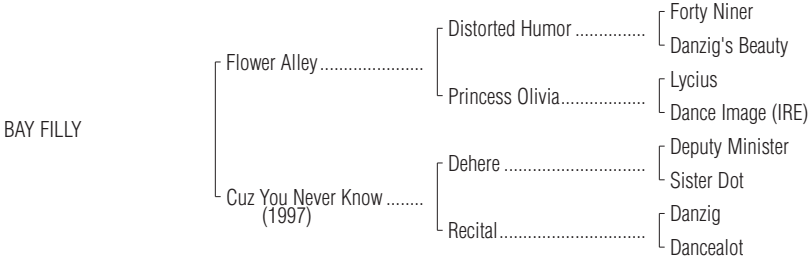 Forty Niner
Distorted Humor ...............
Danzig's Beauty
Flower Alley......................
Lycius
Princess Olivia..................
Dance Image (IRE)
BAY FILLY
Deputy Minister
Dehere ..............................
Sister Dot
Cuz You Never Know ........
(1997)
Danzig
Recital...............................
Dancealot